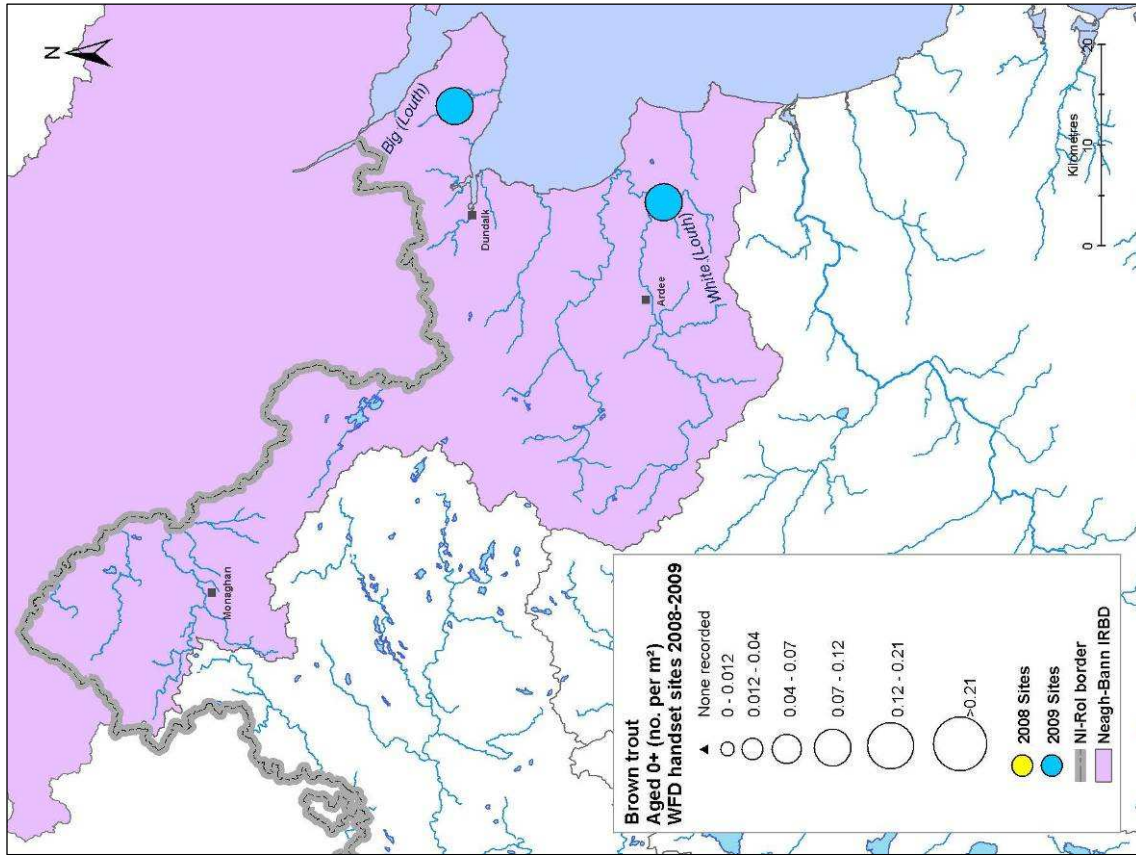 N
Big (Louth)
Dundalk
Monaghan
Ardee
White (Louth)
Brown trout
Aged 0+ (no. per m²)
WFD handset sites 2008-2009
None recorded
0 - 0.012
0.012 - 0.04
0.04 - 0.07
0.07 - 0.12
0.12 - 0.21
>0.21
2008 Sites
2009 Sites
NI-RoI border
Neagh-Bann IRBD
0 10 20
Kilometres